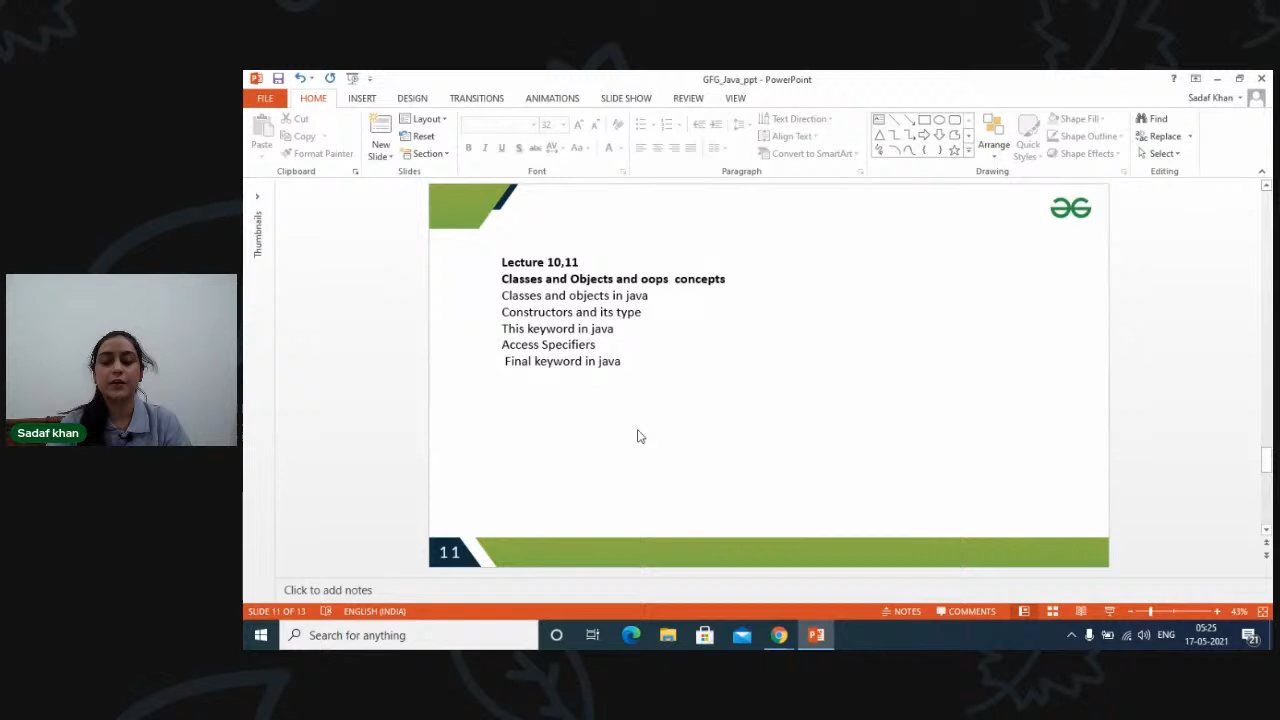 GFG_Java_ppt - PowerPoint
?
FILE
HOME
INSERT
DESIGN
TRANSITIONS
ANIMATIONS
SLIDE SHOW
REVIEW
VIEW
Sadaf Khan
Paste
Cut
Copy
Format Painter
Clipboard
New
Slide
Layout
Reset
Section
Slides
32
B I U S abc AV Aa A
Font
Text Direction
Align Text
Convert to SmartArt
Paragraph
Arrange
Quick
Styles
Shape Fill
Shape Outline
Shape Effects
Drawing
Find
Replace
Select
Editing
Thumbnails
Lecture 10,11
Classes and Objects and oops concepts
Classes and objects in java
Constructors and its type
This keyword in java
Access Specifiers
Final keyword in java
11
Sadaf khan
Click to add notes
SLIDE 11 OF 13
ENGLISH (INDIA)
NOTES
COMMENTS
43%
Search for anything
ENG
05:25
17-05-2021
21